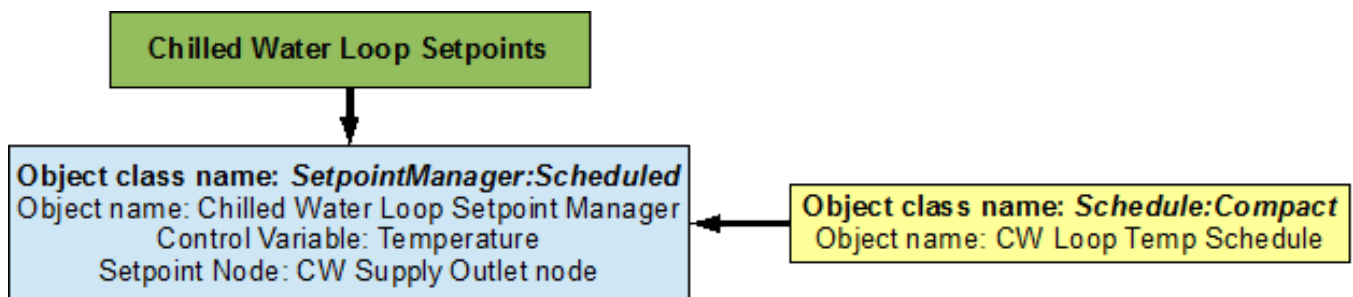 Chilled Water Loop Setpoints
Object class name: SetpointManager:Scheduled
Object name: Chilled Water Loop Setpoint Manager
Control Variable: Temperature
Setpoint Node: CW Supply Outlet node
Object class name: Schedule:Compact
Object name: CW Loop Temp Schedule